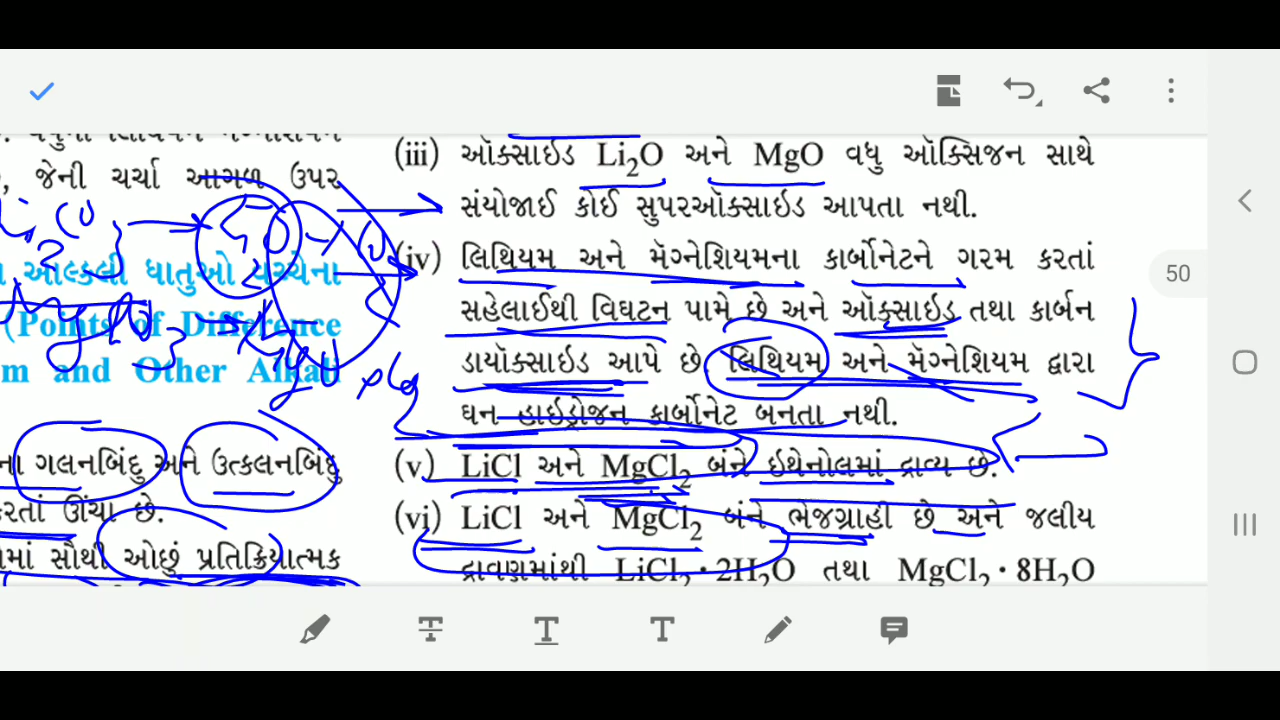 , જેની ચર્ચા આગળ ઉપર
આલ્કલી ધાતુઓ વચ્ચેના
(Points of Difference
m and Other Alkali
ના ગલનબિંદુ અને ઉત્કલનબિંદુ
કરતાં ઊંચા છે.
માં સૌથી ઓછું પ્રતિક્રિયાત્મક
(iii) ઑક્સાઇડ Li₂O અને MgO વધુ ઑક્સિજન સાથે
સંયોજાઈ કોઈ સુપરઑક્સાઇડ આપતા નથી.
(iv) લિથિયમ અને મૅગ્નેશિયમના કાર્બોનેટને ગરમ કરતાં
સહેલાઈથી વિઘટન પામે છે અને ઑક્સાઇડ તથા કાર્બન
ડાયૉક્સાઇડ આપે છે. લિથિયમ અને મૅગ્નેશિયમ દ્વારા
ઘન હાઇડ્રોજન કાર્બોનેટ બનતા નથી.
(v) LiCl અને MgCl₂ બંને ઇથેનોલમાં દ્રાવ્ય છે.
(vi) LiCl અને MgCl₂ બંને ભેજગ્રાહી છે અને જલીય
દ્રાવણમાંથી LiCl₂ · 2H₂O તથા MgCl₂ · 8H₂O
50